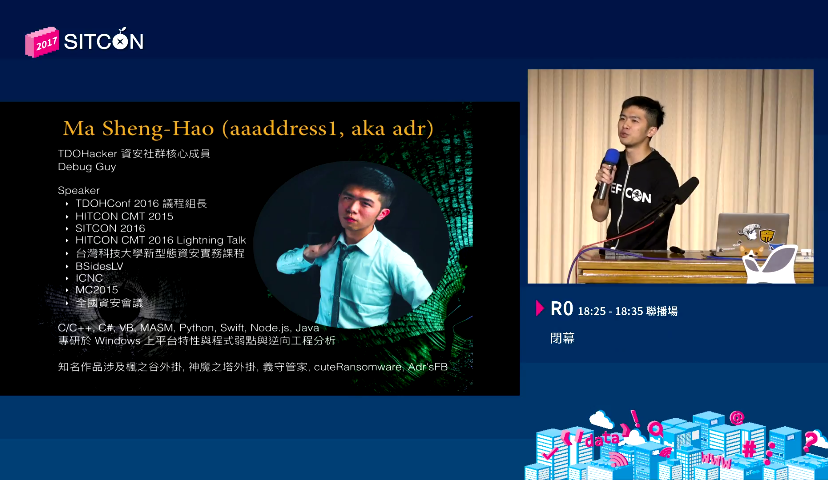 2017 SITCON
Ma Sheng-Hao (aaaddress1, aka adr)
TDOHacker 資安社群核心成員
Debug Guy
Speaker
• TDOHConf 2016 議程組長
• HITCON CMT 2015
• SITCON 2016
• HITCON CMT 2016 Lightning Talk
• 台灣科技大學新型態資安實務課程
• BSidesLV
• ICNC
• MC2015
• 全國資安會議
C/C++, C#, VB, MASM, Python, Swift, Node.js, Java
專研於 Windows 上平台特性與程式弱點與逆向工程分析
知名作品涉及楓之谷外掛, 神魔之塔外掛, 義守管家, cuteRansomware, Adr'sFB
EFCON
R0 18:25 - 18:35 聯播場
閉幕
data
www
#
@
?
!